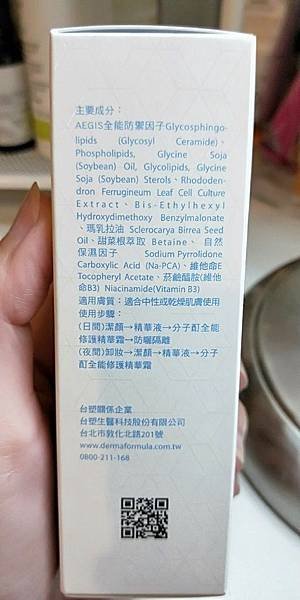 主要成分：
AEGIS全能防禦因子Glycosphingo-
lipids (Glycosyl Ceramide)、
Phospholipids, Glycine Soja
(Soybean) Oil, Glycolipids, Glycine
Soja (Soybean) Sterols、Rhododen-
dron Ferrugineum Leaf Cell Culture
Extract、Bis-Ethylhexyl
Hydroxydimethoxy Benzylmalonate
、瑪乳拉油 Sclerocarya Birrea Seed
Oil、甜菜根萃取 Betaine、自然
保濕因子 Sodium Pyrrolidone
Carboxylic Acid (Na-PCA)、維他命E
Tocopheryl Acetate、菸鹼醯胺(維他
命B3) Niacinamide(Vitamin B3)
適用膚質：適合中性或乾燥肌膚使用
使用步驟：
(日間)潔顏→精華液→分子酊全能
修護精華霜→防曬隔離
(夜間)卸妝→潔顏→精華液→分子
酊全能修護精華霜
台塑關係企業
台塑生醫科技股份有限公司
台北市敦化北路201號
www.dermaformula.com.tw
0800-211-168